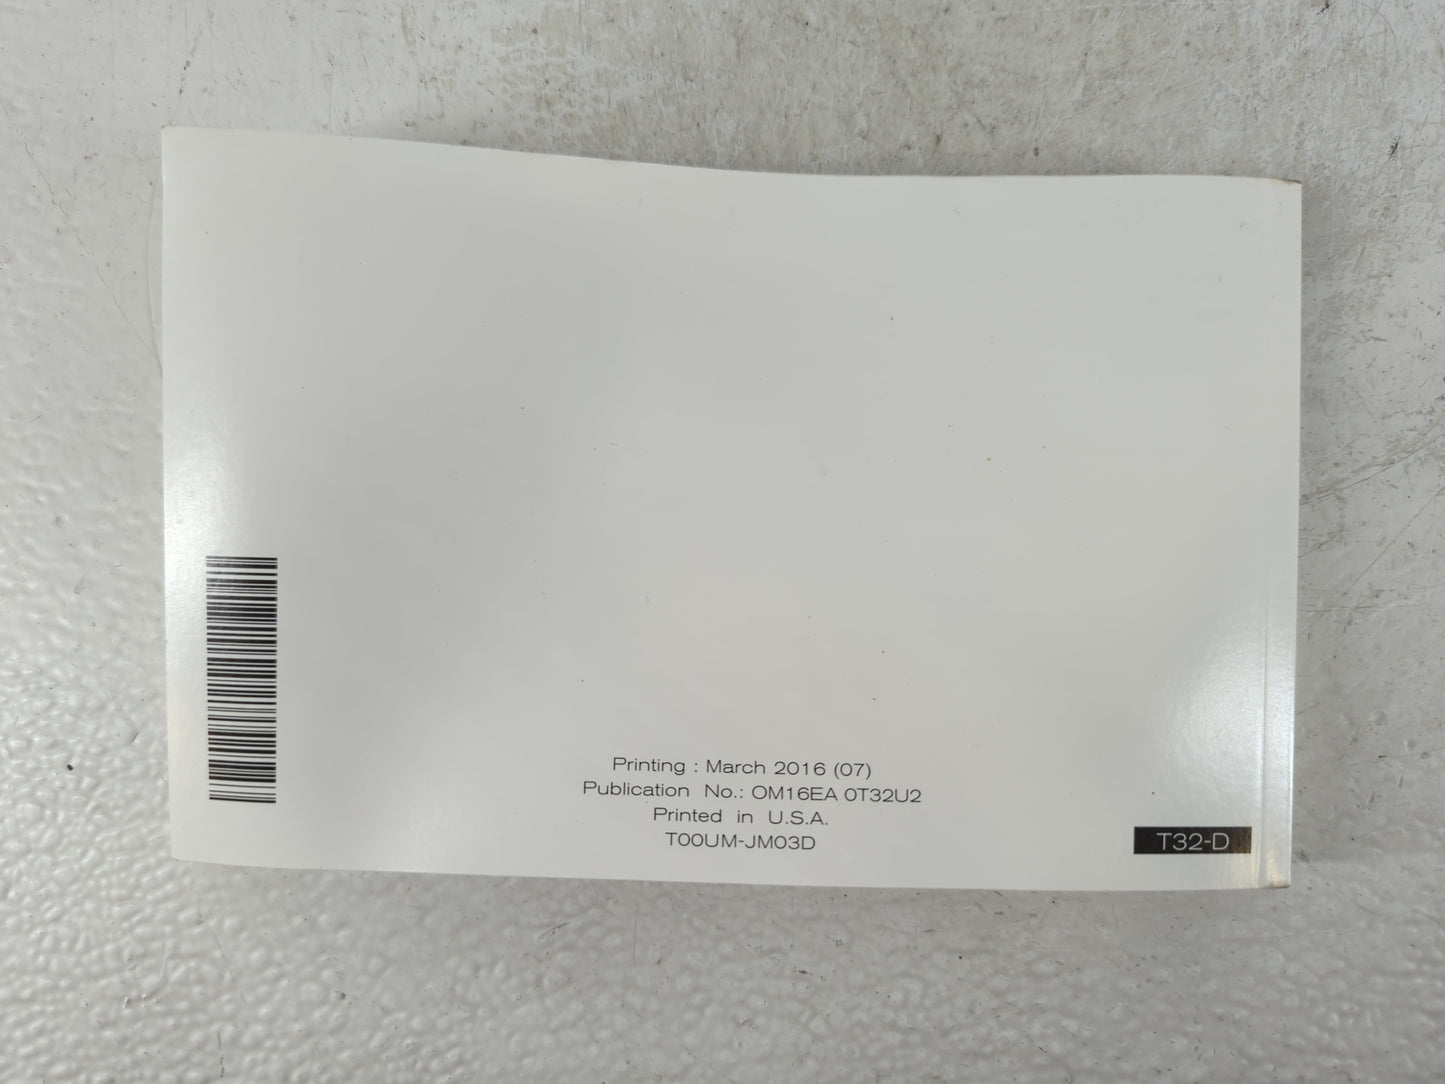 Printing : March 2016 (07)
Publication No.: OM16EA 0T32U2
Printed in U.S.A.
T00UM-JM03D
T32-D